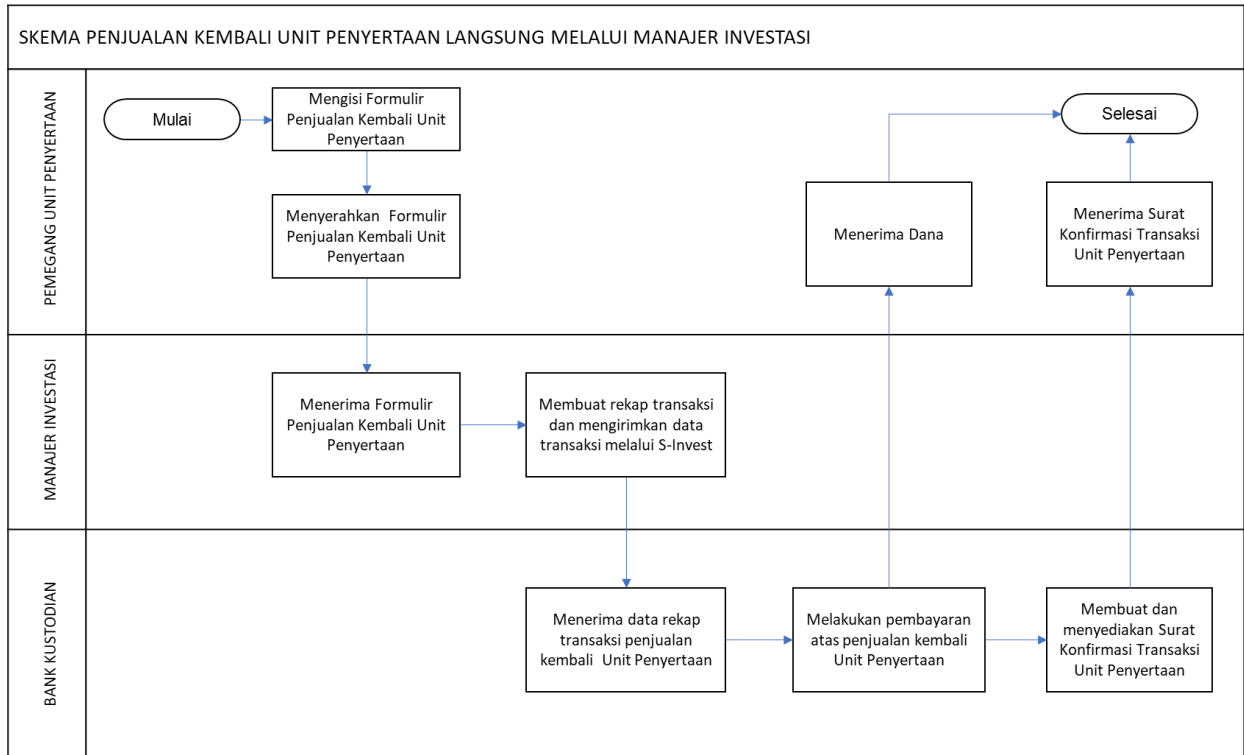 SKEMA PENJUALAN KEMBALI UNIT PENYERTAAN LANGSUNG MELALUI MANAJER INVESTASI
PEMEGANG UNIT PENYERTAAN
Mulai
Mengisi Formulir
Penjualan Kembali Unit
Penyertaan
Selesai
Menyerahkan Formulir
Penjualan Kembali Unit
Penyertaan
Menerima Dana
Menerima Surat
Konfirmasi Transaksi
Unit Penyertaan
MANAJER INVESTASI
Menerima Formulir
Penjualan Kembali Unit
Penyertaan
Membuat rekap transaksi
dan mengirimkan data
transaksi melalui S-Invest
BANK KUSTODIAN
Menerima data rekap
transaksi penjualan
kembali Unit Penyertaan
Melakukan pembayaran
atas penjualan kembali
Unit Penyertaan
Membuat dan
menyediakan Surat
Konfirmasi Transaksi
Unit Penyertaan